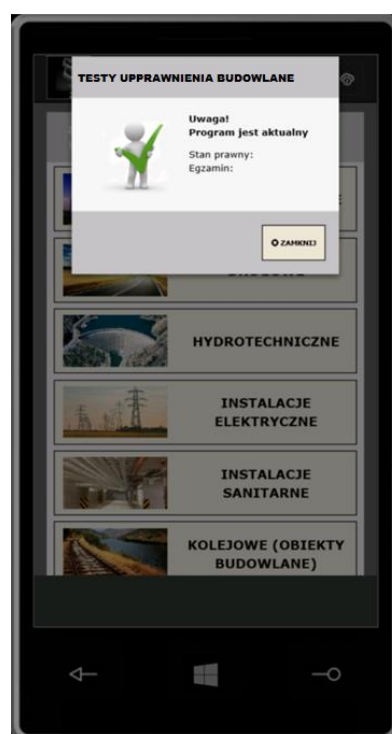 TESTY UPPRAWNIENIA BUDOWLANE
Uwaga!
Program jest aktualny
Stan prawny:
Egzamin:
ZAMKNIJ
HYDROTECHNICZNE
INSTALACJE
ELEKTRYCZNE
INSTALACJE
SANITARNE
KOLEJOWE (OBIEKTY
BUDOWLANE)